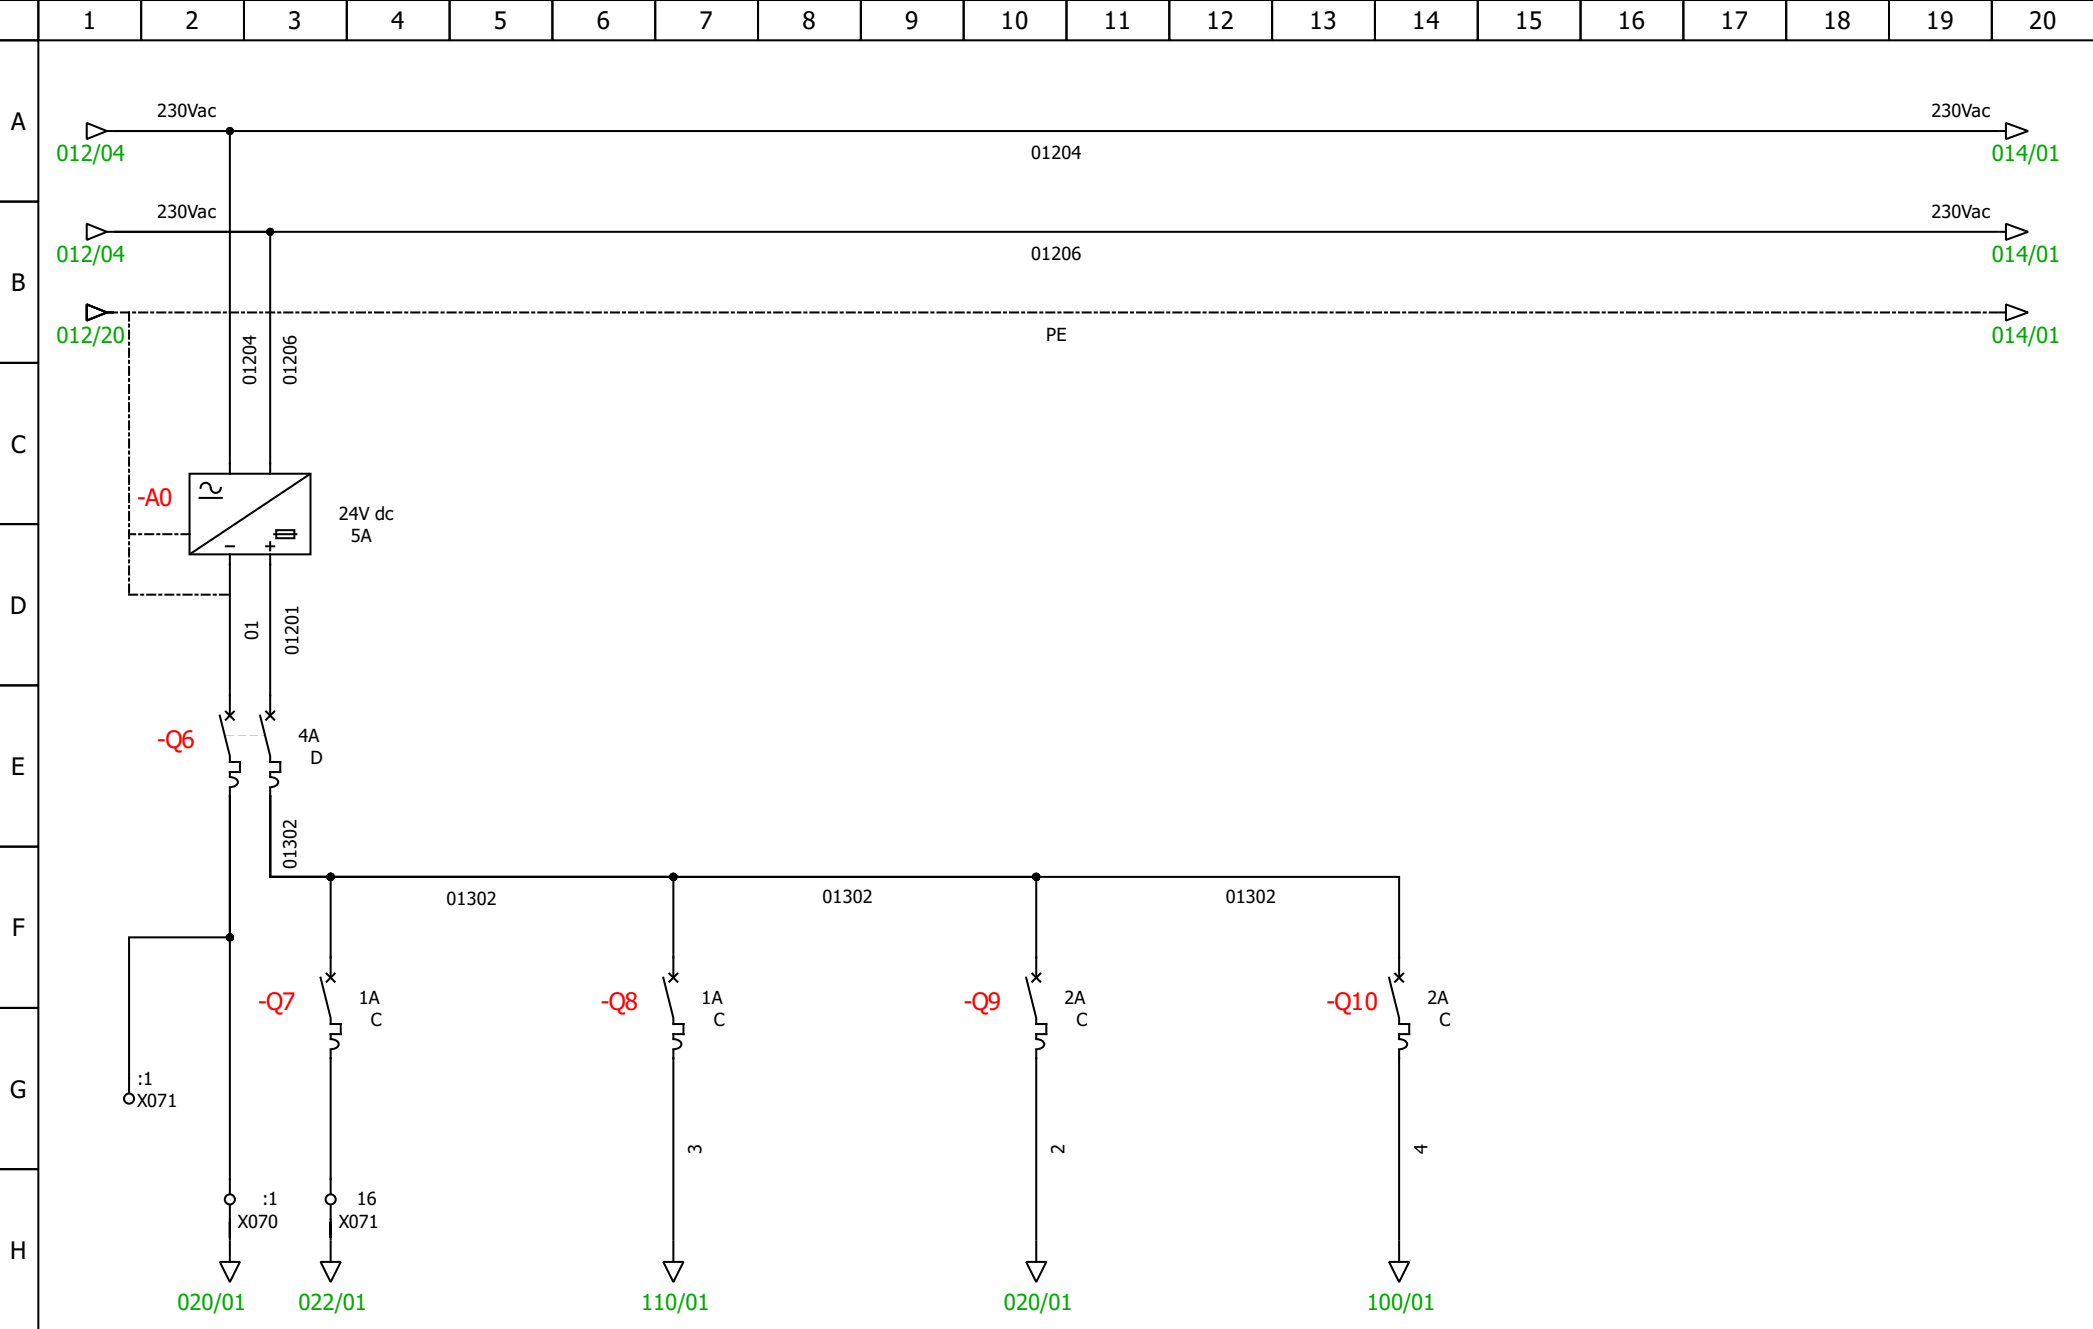 1 2 3 4 5 6 7 8 9 10 11 12 13 14 15 16 17 18 19 20
A
230Vac 230Vac
012/04 01204 014/01
230Vac 230Vac
012/04 01206 014/01
B
012/20 PE 014/01
01204 01206
C
-A0
24V dc
5A
− +
D
01 01201
-Q6 4A
D
E
01302
01302 01302 01302
F
-Q7 1A
C
-Q8 1A
C
-Q9 2A
C
-Q10 2A
C
:1
X071
G
3 2 4
:1
X070
16
X071
H
020/01 022/01 110/01 020/01 100/01